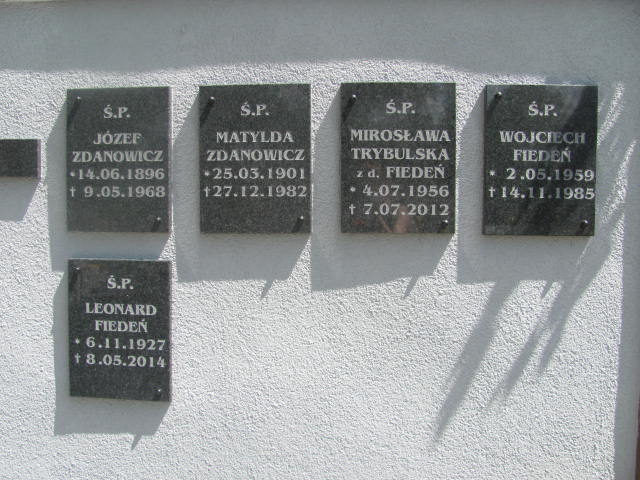 Ś.P.
JÓZEF
ZDANOWICZ
*14.06.1896
† 9.05.1968
Ś.P.
MATYLDA
ZDANOWICZ
*25.03.1901
†27.12.1982
Ś.P.
MIROSŁAWA
TRYBULSKA
z d. FIEDEŃ
* 4.07.1956
† 7.07.2012
Ś.P.
WOJCIECH
FIEDEŃ
* 2.05.1959
†14.11.1985
Ś.P.
LEONARD
FIEDEŃ
* 6.11.1927
† 8.05.2014